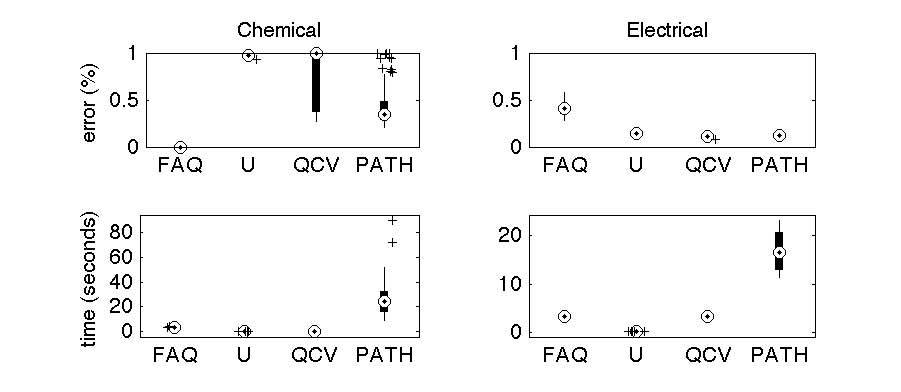 Chemical
Electrical
error (%)
1
0.5
0
FAQ U QCV PATH
1
0.5
0
FAQ U QCV PATH
time (seconds)
80
60
40
20
0
FAQ U QCV PATH
20
10
0
FAQ U QCV PATH